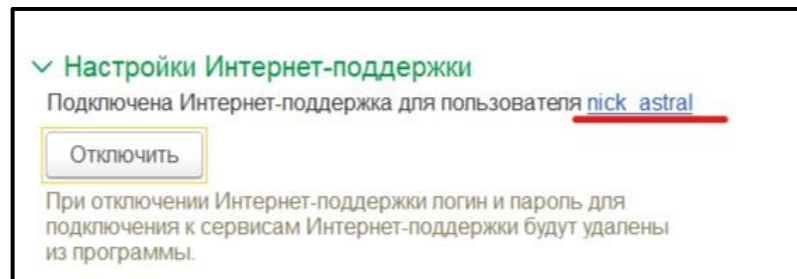 Настройки Интернет-поддержки
Подключена Интернет-поддержка для пользователя nick_astral
Отключить
При отключении Интернет-поддержки логин и пароль для
подключения к сервисам Интернет-поддержки будут удалены
из программы.